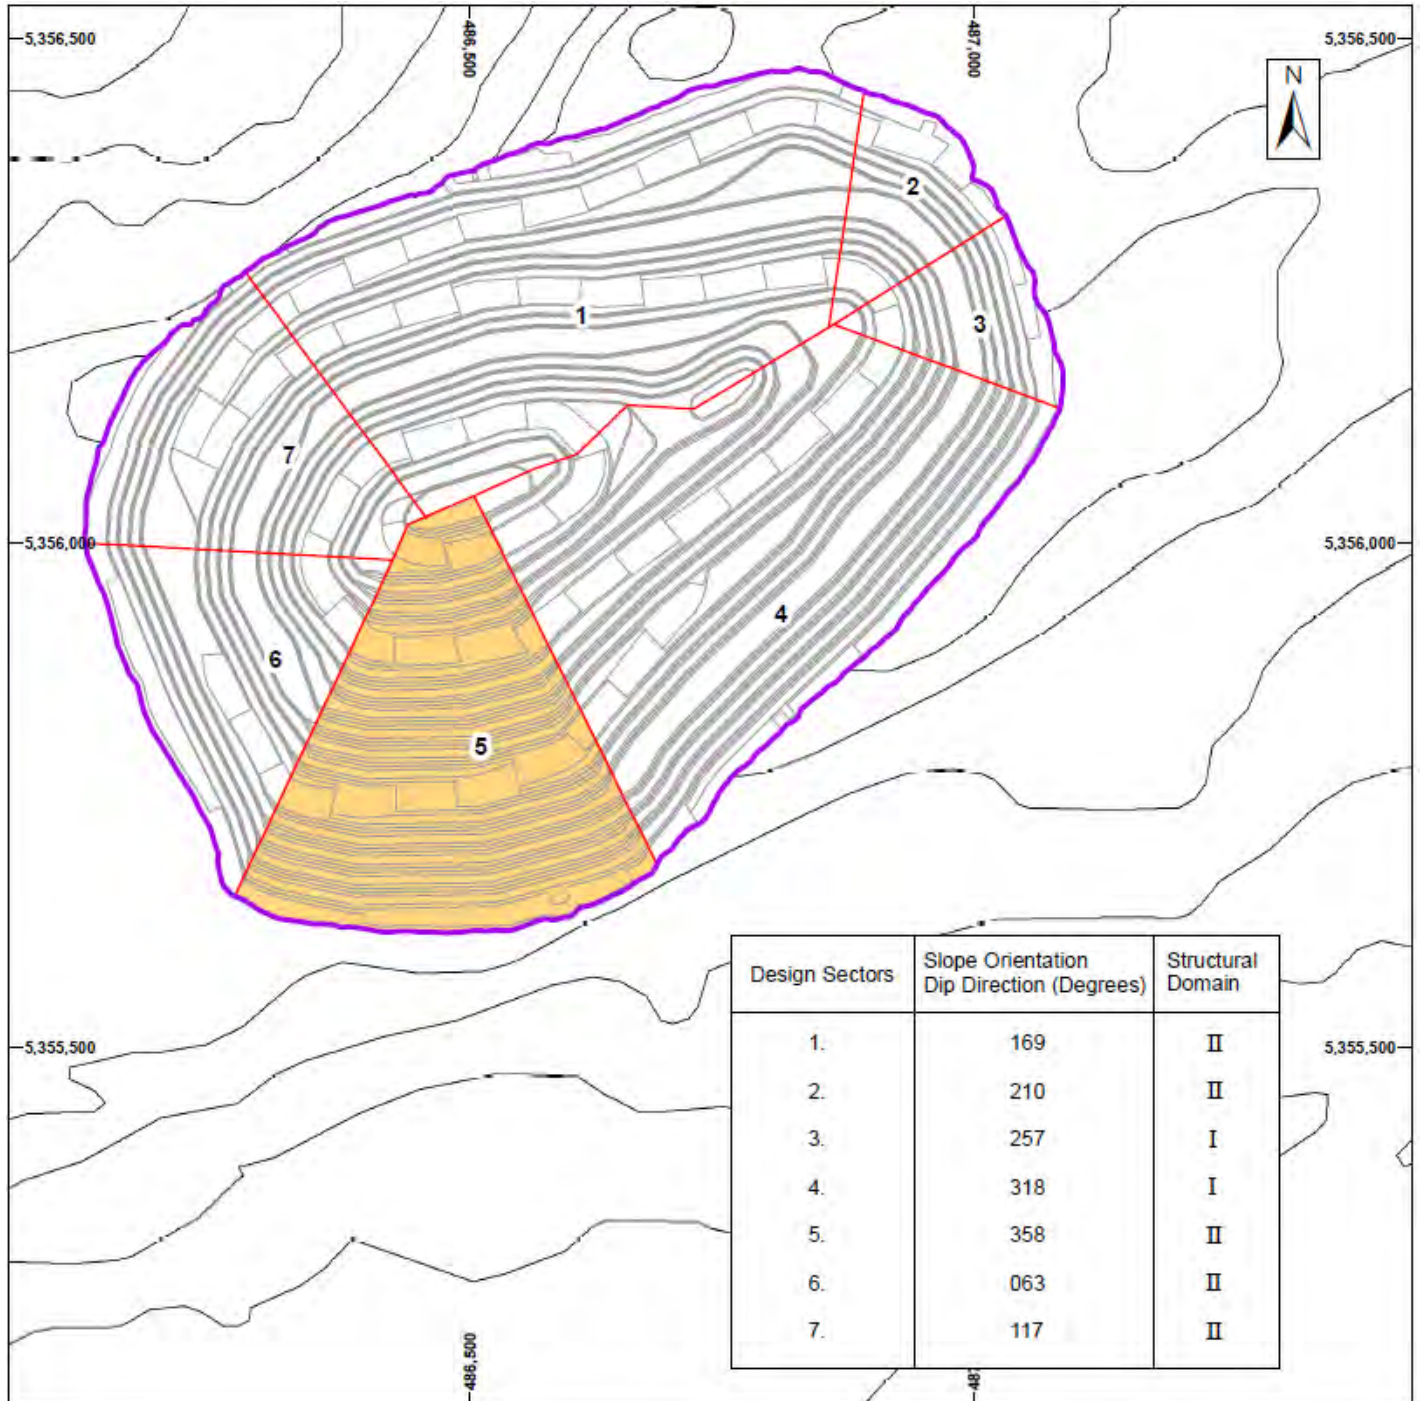 486,500
487,000
5,356,500
5,356,500
N
2
1
3
7
5,356,000
5,356,000
4
6
5
Design Sectors
Slope Orientation
Dip Direction (Degrees)
Structural
Domain
1. 169 II
5,355,500
5,355,500
2. 210 II
3. 257 I
4. 318 I
5. 358 II
6. 063 II
7. 117 II
486,500